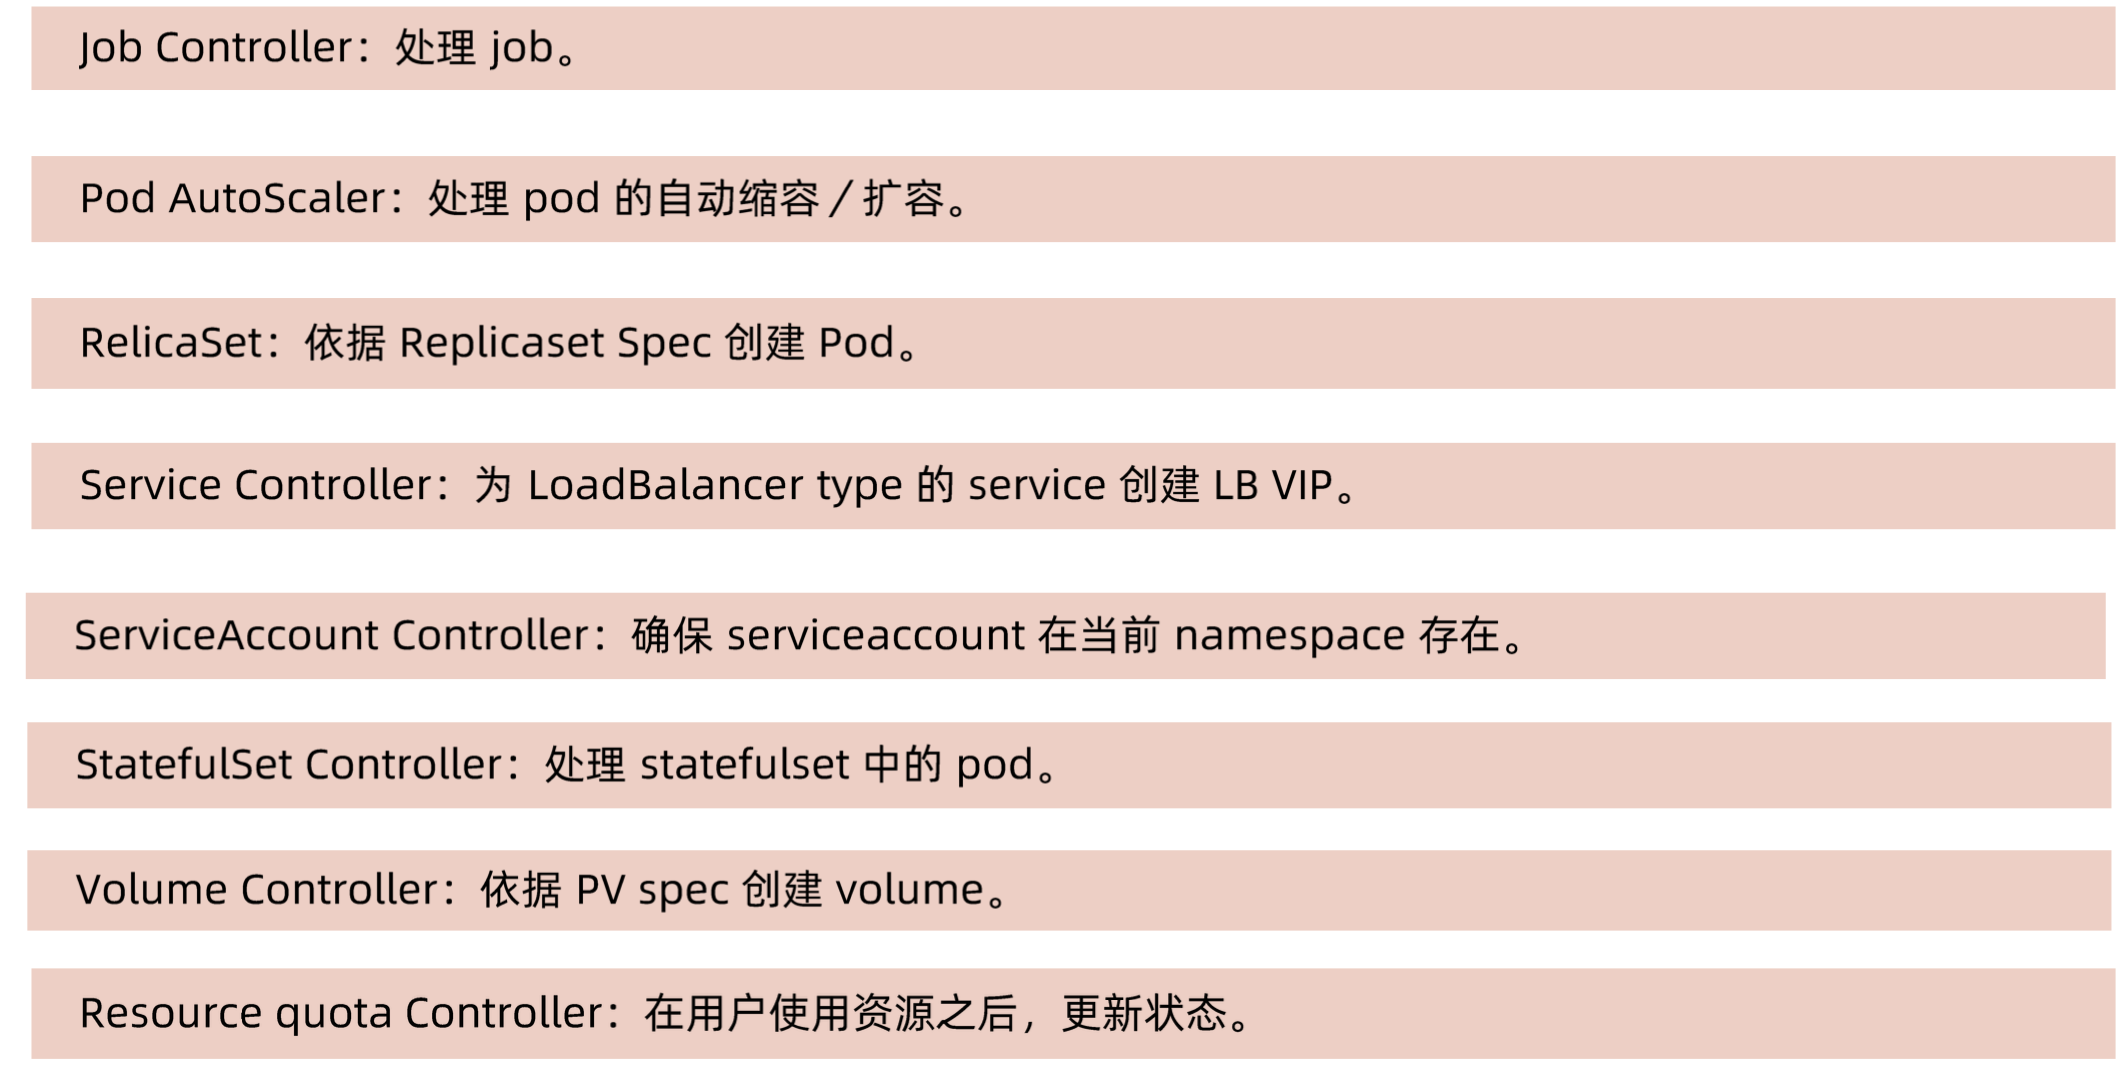 Job Controller：处理 job。
Pod AutoScaler：处理 pod 的自动缩容／扩容。
RelicaSet：依据 Replicaset Spec 创建 Pod。
Service Controller：为 LoadBalancer type 的 service 创建 LB VIP。
ServiceAccount Controller：确保 serviceaccount 在当前 namespace 存在。
StatefulSet Controller：处理 statefulset 中的 pod。
Volume Controller：依据 PV spec 创建 volume。
Resource quota Controller：在用户使用资源之后，更新状态。